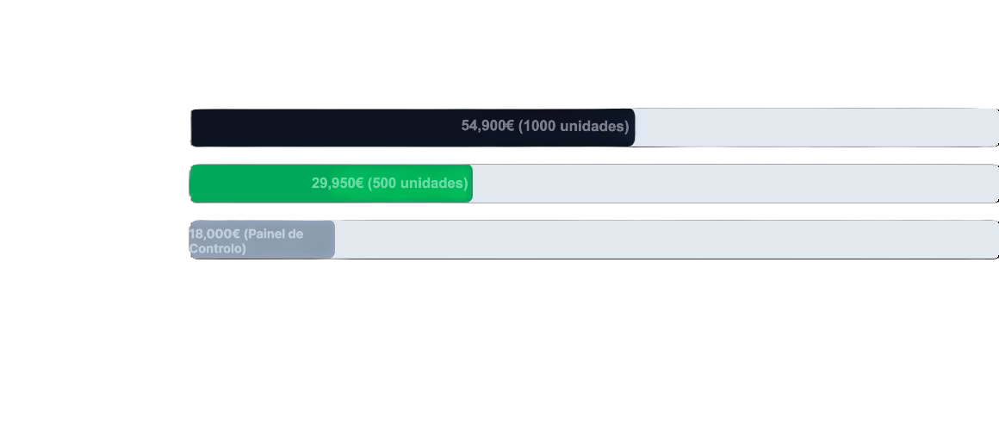 54,900€ (1000 unidades)
29,950€ (500 unidades)
18,000€ (Painel de
Controlo)